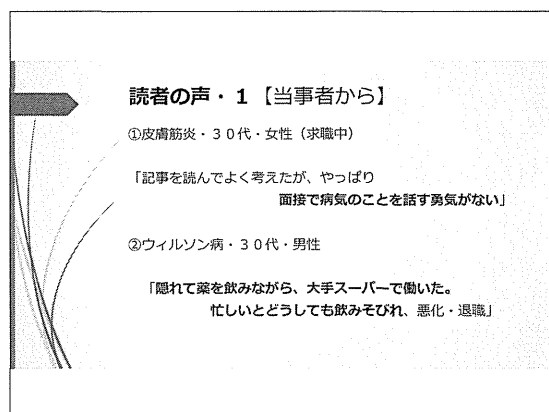 読者の声・１【当事者から】
①皮膚筋炎・３０代・女性（求職中）
「記事を読んでよく考えたが、やっぱり
面接で病気のことを話す勇気がない」
②ウィルソン病・３０代・男性
「隠れて薬を飲みながら、大手スーパーで働いた。
忙しいとどうしても飲みそびれ、悪化・退職」